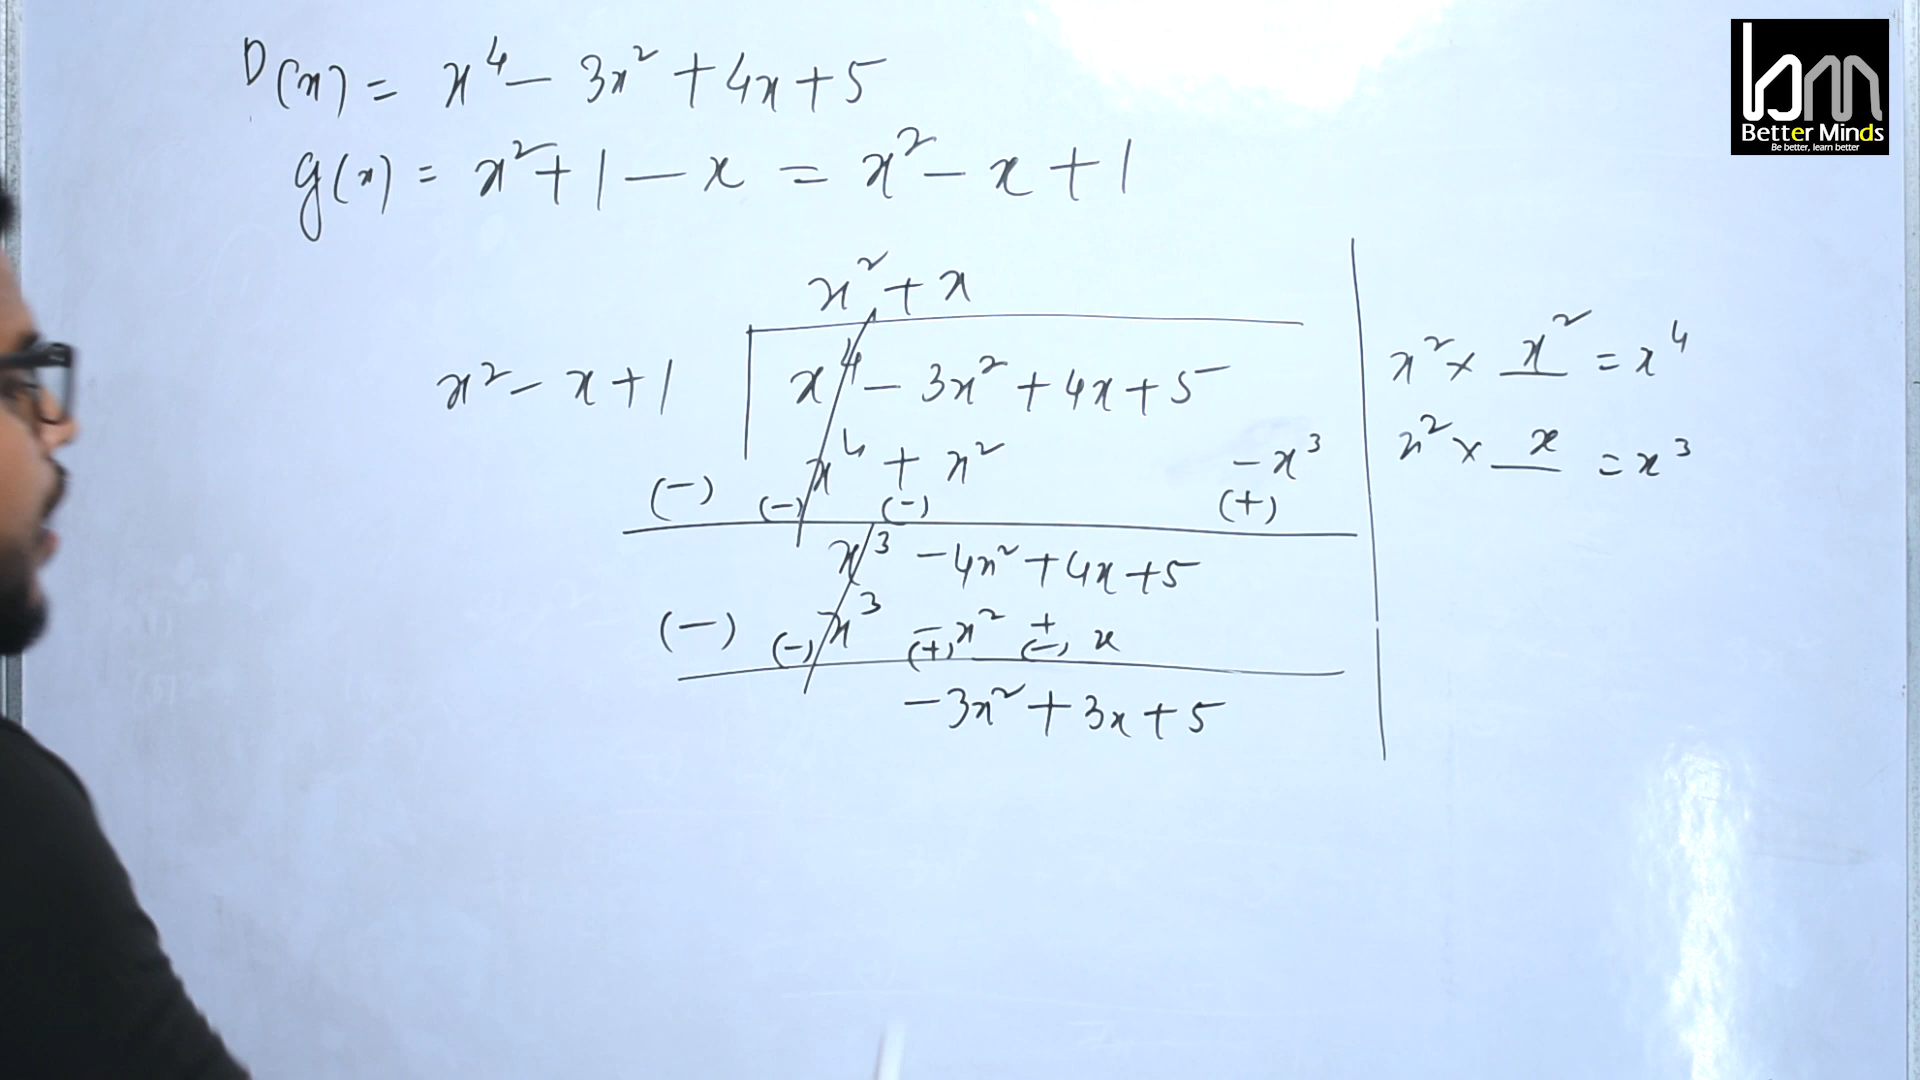 p(x) = x⁴ - 3x² + 4x + 5
g(x) = x² + 1 - x = x² - x + 1
x² + x
x² - x + 1 x⁴ - 3x² + 4x + 5
(-) x⁴ + x² - x³
(-) (-) (+)
x³ - 4x² + 4x + 5
(-) x³ - x² + x
(-) (+) (-)
-3x² + 3x + 5
x² × x² = x⁴
x² × x = x³
bm
Better Minds
Be better, learn better